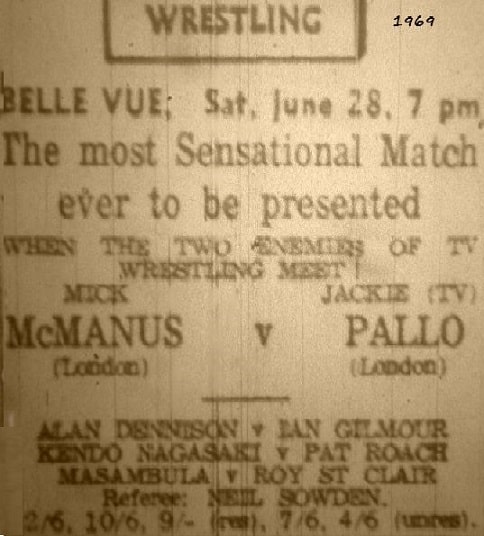 WRESTLING
1969
BELLE VUE; Sat, June 28, 7 pm,
The most Sensational Match
ever to be presented
WHEN THE TWO ENEMIES OF TV
WRESTLING MEET!
MICK JACKIE (TV)
McMANUS v PALLO
(London) (London)
ALAN DENNISON v IAN GILMOUR
KENDO NAGASAKI v PAT ROACH
MASAMBULA v ROY ST CLAIR
Referee: NEIL SOWDEN.
2/6, 10/6, 9/- (res), 7/6, 4/6 (unres).